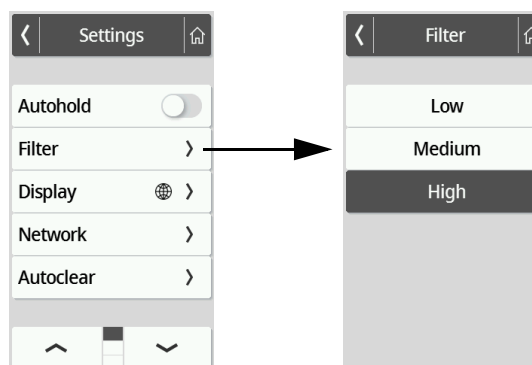 Settings
Autohold
Filter
Display
Network
Autoclear
Filter
Low
Medium
High